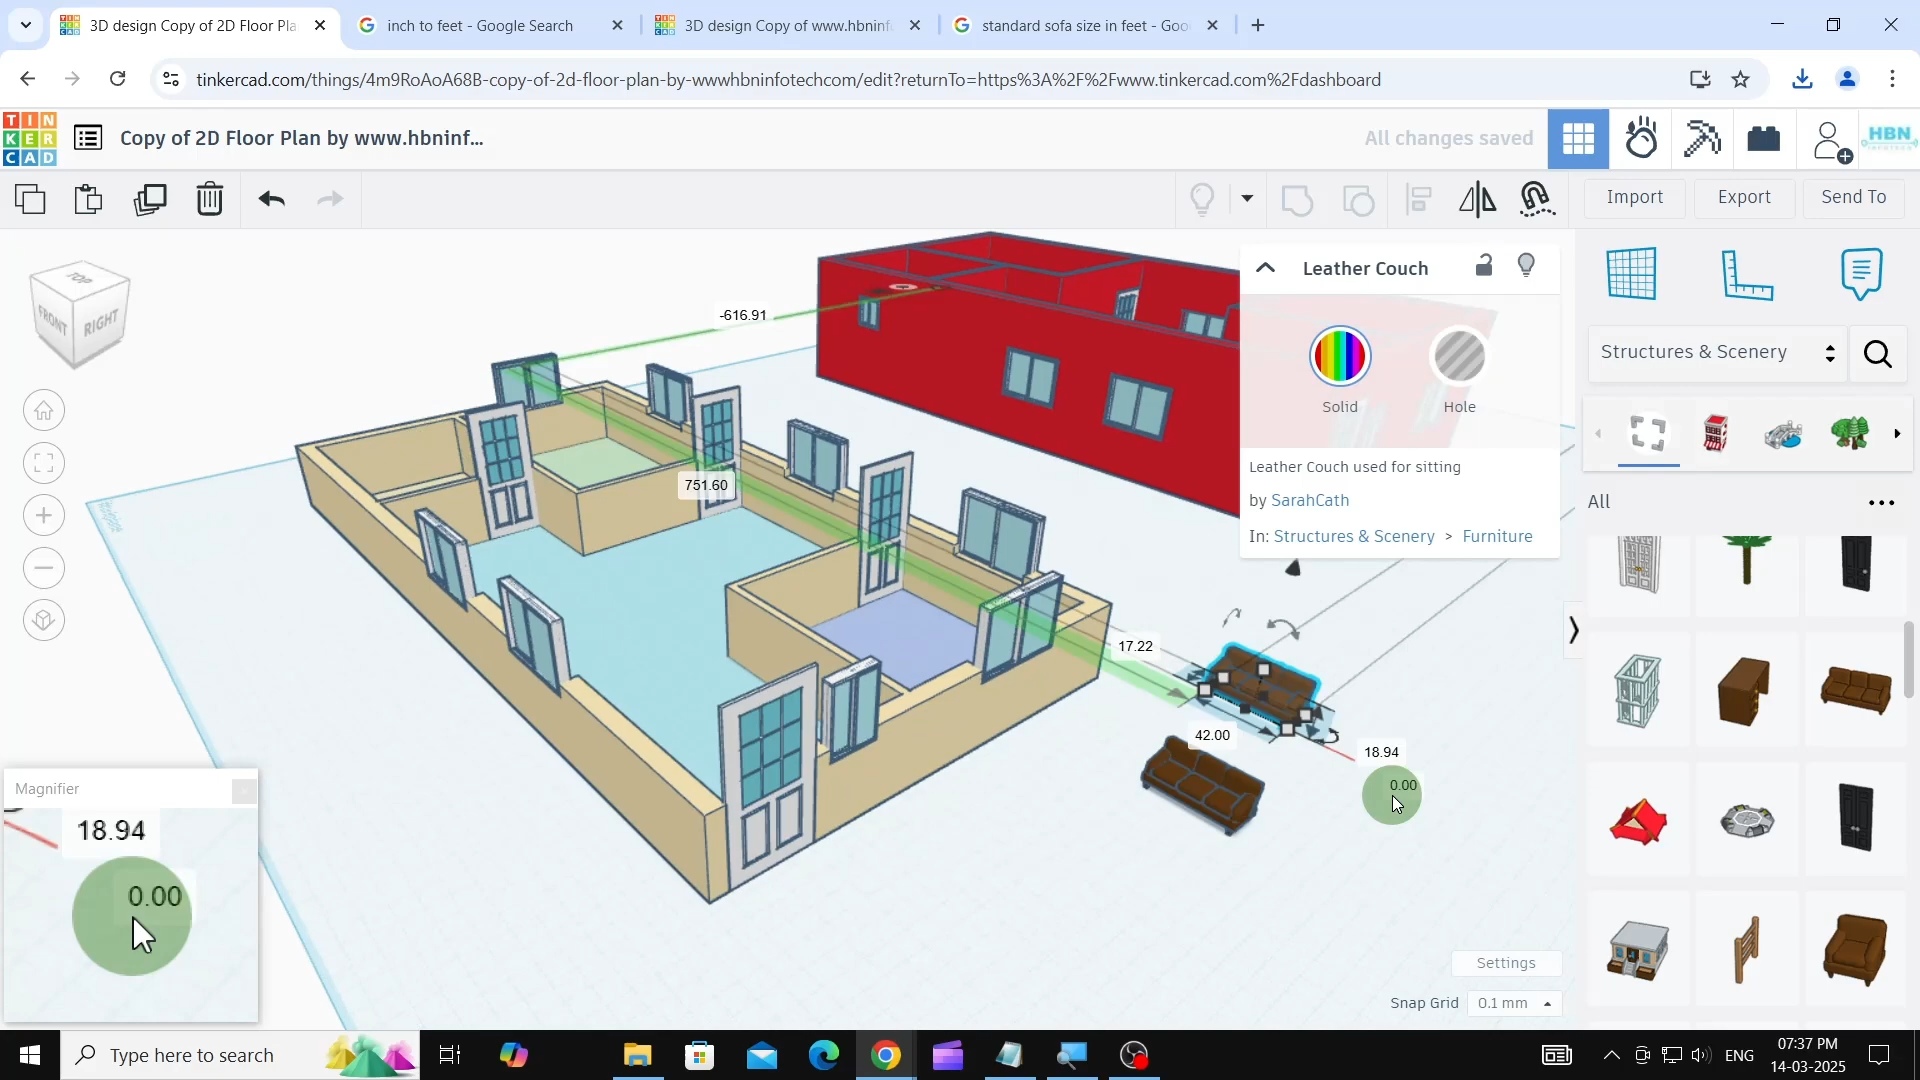 3D design Copy of 2D Floor Pla
inch to feet - Google Search
3D design Copy of www.hbninfo
standard sofa size in feet - Goo
tinkercad.com/things/4m9RoAoA68B-copy-of-2d-floor-plan-by-wwwhbninfotechcom/edit?returnTo=https%3A%2F%2Fwww.tinkercad.com%2Fdashboard
TIN
KER
CAD
Copy of 2D Floor Plan by www.hbninf...
All changes saved
HBN
Import
Export
Send To
TOP
FRONT
RIGHT
-616.91
751.60
17.22
42.00
18.94
0.00
Leather Couch
Solid
Hole
Leather Couch used for sitting
by SarahCath
In: Structures & Scenery > Furniture
Structures & Scenery
All
Magnifier
18.94
0.00
Settings
Snap Grid
0.1 mm
Type here to search
ENG
07:37 PM
14-03-2025